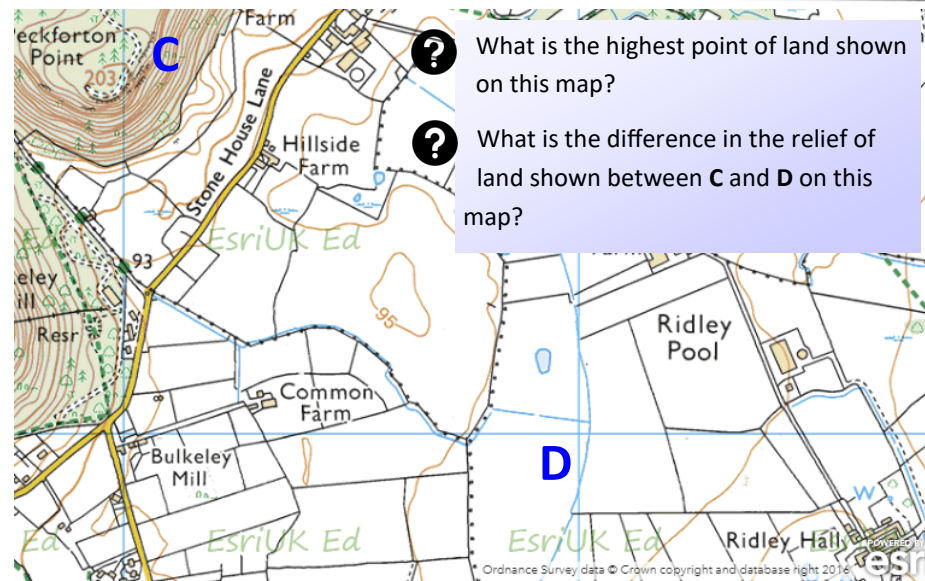 Farm
eckforton
Point
C
203
Stone House Lane
Hillside
Farm
?
What is the highest point of land shown
on this map?
?
What is the difference in the relief of
land shown between C and D on this
map?
Ed
EsriUK Ed
93
eley
ill
Resr
95
Ridley
Pool
Common
Farm
Bulkeley
Mill
D
W
Ed
EsriUK Ed
EsriUK Ed
Ridley Hall
POWERED BY
esri
Ordnance Survey data © Crown copyright and database right 2016